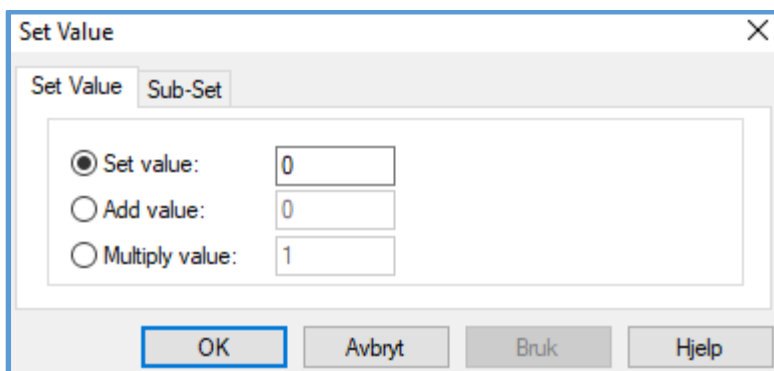 Set Value
Set Value Sub-Set
Set value: 0
Add value: 0
Multiply value: 1
OK Avbryt Bruk Hjelp